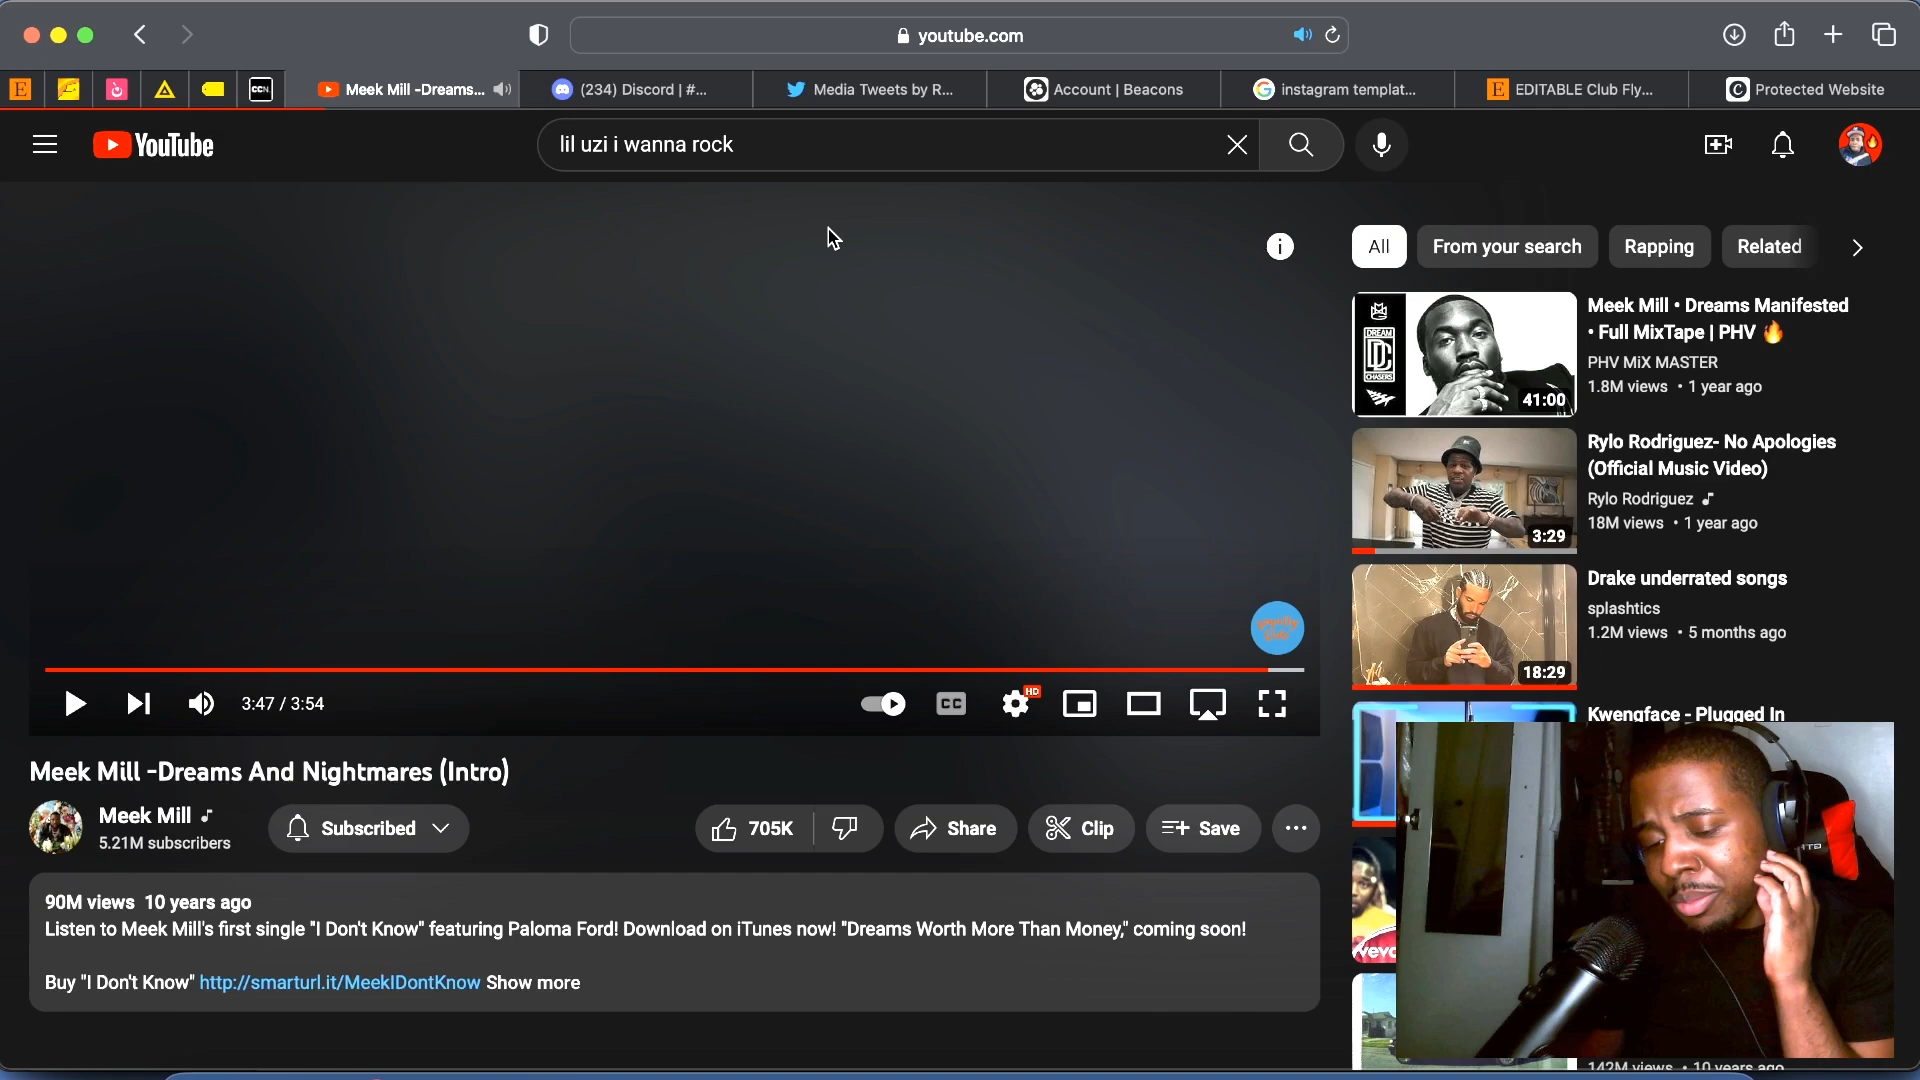 youtube.com
E
CCN.
Meek Mill -Dreams...
(234) Discord | #...
Media Tweets by R...
Account | Beacons
instagram templat...
E
EDITABLE Club Fly...
C
Protected Website
YouTube
lil uzi i wanna rock
All
From your search
Rapping
Related
Meek Mill • Dreams Manifested
• Full MixTape | PHV 🔥
PHV MiX MASTER
1.8M views • 1 year ago
DREAM
DC
CHASERS
41:00
Rylo Rodriguez- No Apologies
(Official Music Video)
Rylo Rodriguez
18M views • 1 year ago
3:29
Drake underrated songs
splashtics
1.2M views • 5 months ago
18:29
Kwengface - Plugged In
3:47 / 3:54
CC
HD
Meek Mill -Dreams And Nightmares (Intro)
Meek Mill
5.21M subscribers
Subscribed
705K
Share
Clip
Save
90M views 10 years ago
Listen to Meek Mill's first single "I Don't Know" featuring Paloma Ford! Download on iTunes now! "Dreams Worth More Than Money," coming soon!
Buy "I Don't Know" http://smarturl.it/MeekIDontKnow Show more
vevo
142M views • 10 years ago